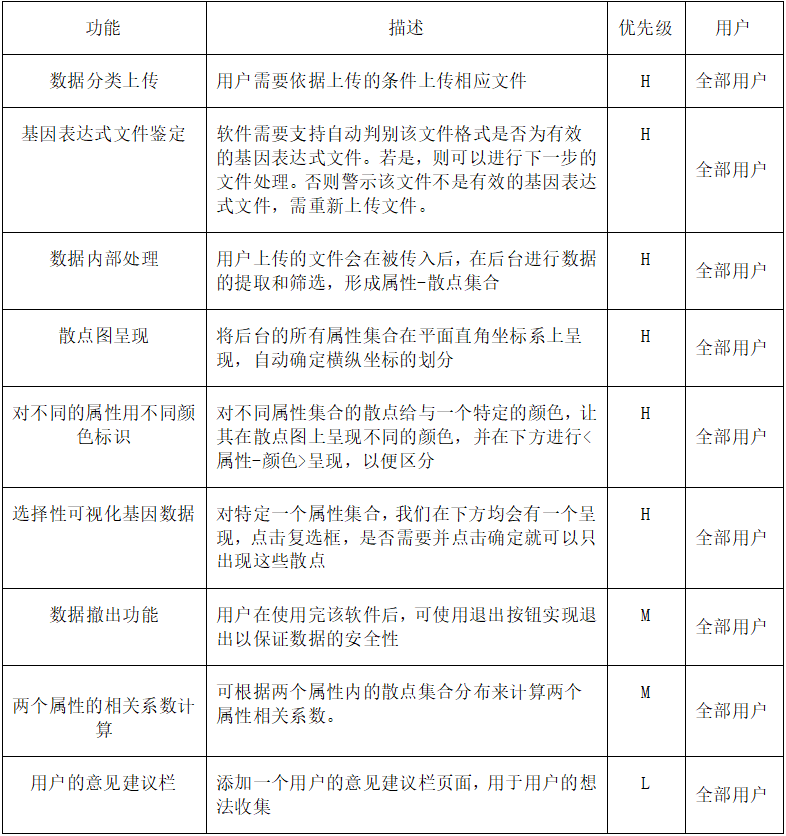 功能 描述 优先级 用户
数据分类上传 用户需要依据上传的条件上传相应文件 H 全部用户
基因表达式文件鉴定 软件需要支持自动判别该文件格式是否为有效 H
的基因表达式文件。若是，则可以进行下一步的
全部用户
文件处理。否则警示该文件不是有效的基因表达
式文件，需重新上传文件。
数据内部处理 用户上传的文件会在被传入后，在后台进行数据 H
全部用户
的提取和筛选，形成属性-散点集合
散点图呈现 将后台的所有属性集合在平面直角坐标系上呈 H
全部用户
现，自动确定横纵坐标的划分
对不同的属性用不同颜 对不同属性集合的散点给与一个特定的颜色，让 H
色标识 其在散点图上呈现不同的颜色，并在下方进行< 全部用户
属性-颜色>呈现，以便区分
选择性可视化基因数据 对特定一个属性集合，我们在下方均会有一个呈 H
现，点击复选框，是否需要并点击确定就可以只 全部用户
出现这些散点
数据撤出功能 用户在使用完该软件后，可使用退出按钮实现退 M
全部用户
出以保证数据的安全性
可根据两个属性内的散点集合分布来计算两个 M
两个属性的相关系数计 属性相关系数。 全部用户
算
用户的意见建议栏 添加一个用户的意见建议栏页面，用于用户的想 L
全部用户
法收集